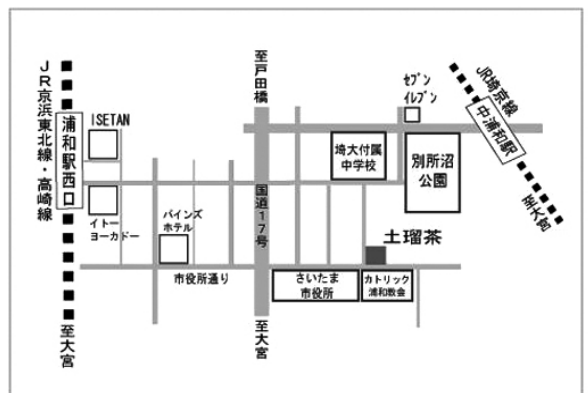 JR京浜東北線・高崎線
浦和駅西口
至大宮
ISETAN
イトー
ヨーカドー
パインズ
ホテル
市役所通り
至戸田橋
国道17号
至大宮
埼大付属
中学校
セブン
イレブン
別所沼
公園
JR埼京線
中浦和駅
至大宮
土瑠茶
さいたま
市役所
カトリック
浦和教会